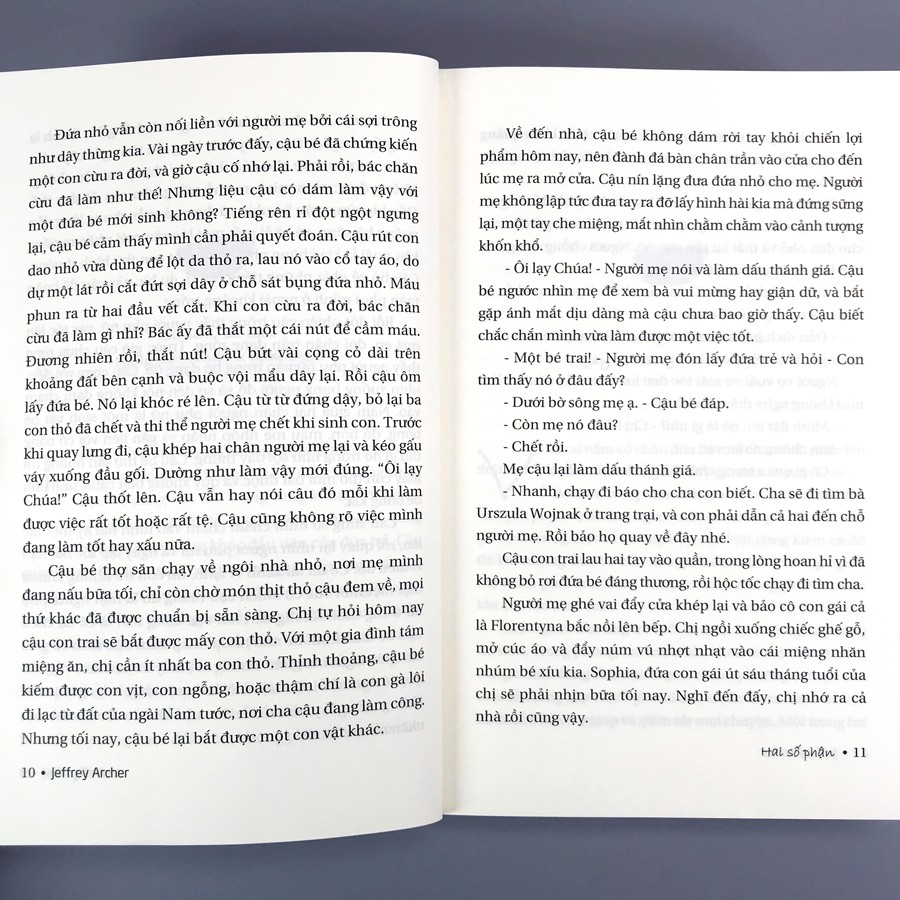 Đứa nhỏ vẫn còn nối liền với người mẹ bởi cái sợi trông
như dây thừng kia. Vài ngày trước đấy, cậu bé đã chứng kiến
một con cừu ra đời, và giờ cậu cố nhớ lại. Phải rồi, bác chăn
cừu đã làm như thế! Nhưng liệu cậu có dám làm vậy với
một đứa bé mới sinh không? Tiếng rên rỉ đột ngột ngưng
lại, cậu bé cảm thấy mình cần phải quyết đoán. Cậu rút con
dao nhỏ vừa dùng để lột da thỏ ra, lau nó vào cổ tay áo, do
dự một lát rồi cắt đứt sợi dây ở chỗ sát bụng đứa nhỏ. Máu
phun ra từ hai đầu vết cắt. Khi con cừu ra đời, bác chăn
cừu đã làm gì nhỉ? Bác ấy đã thắt một cái nút để cầm máu.
Đương nhiên rồi, thắt nút! Cậu bứt vài cọng cỏ dài trên
khoảng đất bên cạnh và buộc vội mẩu dây lại. Rồi cậu ôm
lấy đứa bé. Nó lại khóc ré lên. Cậu từ từ đứng dậy, bỏ lại ba
con thỏ đã chết và thi thể người mẹ chết khi sinh con. Trước
khi quay lưng đi, cậu khép hai chân người mẹ lại và kéo gấu
váy xuống đầu gối. Dường như làm vậy mới đúng. “Ôi lạy
Chúa!” Cậu thốt lên. Cậu vẫn hay nói câu đó mỗi khi làm
được việc rất tốt hoặc rất tệ. Cậu cũng không rõ việc mình
đang làm tốt hay xấu nữa.
Cậu bé thợ săn chạy về ngôi nhà nhỏ, nơi mẹ mình
đang nấu bữa tối, chỉ còn chờ món thịt thỏ cậu đem về, mọi
thứ khác đã được chuẩn bị sẵn sàng. Chị tự hỏi hôm nay
cậu con trai sẽ bắt được mấy con thỏ. Với một gia đình tám
miệng ăn, chị cần ít nhất ba con thỏ. Thỉnh thoảng, cậu bé
kiếm được con vịt, con ngỗng, hoặc thậm chí là con gà lôi
đi lạc từ đất của ngài Nam tước, nơi cha cậu đang làm công.
Nhưng tối nay, cậu bé lại bắt được một con vật khác.
10 • Jeffrey Archer
Về đến nhà, cậu bé không dám rời tay khỏi chiến lợi
phẩm hôm nay, nên đành đá bàn chân trần vào cửa cho đến
lúc mẹ ra mở cửa. Cậu nín lặng đưa đứa nhỏ cho mẹ. Người
mẹ không lập tức đưa tay ra đỡ lấy hình hài kia mà đứng sững
lại, một tay che miệng, mắt nhìn chằm chằm vào cảnh tượng
khốn khổ.
- Ôi lạy Chúa! - Người mẹ nói và làm dấu thánh giá. Cậu
bé ngước nhìn mẹ để xem bà vui mừng hay giận dữ, và bắt
gặp ánh mắt dịu dàng mà cậu chưa bao giờ thấy. Cậu biết
chắc chắn mình vừa làm được một việc tốt.
- Một bé trai! - Người mẹ đón lấy đứa trẻ và hỏi - Con
tìm thấy nó ở đâu đấy?
- Dưới bờ sông mẹ ạ. - Cậu bé đáp.
- Còn mẹ nó đâu?
- Chết rồi.
Mẹ cậu lại làm dấu thánh giá.
- Nhanh, chạy đi báo cho cha con biết. Cha sẽ đi tìm bà
Urszula Wojnak ở trang trại, và con phải dẫn cả hai đến chỗ
người mẹ. Rồi bảo họ quay về đây nhé.
Cậu con trai lau hai tay vào quần, trong lòng hoan hỉ vì đã
không bỏ rơi đứa bé đáng thương, rồi hộc tốc chạy đi tìm cha.
Người mẹ ghé vai đẩy cửa khép lại và bảo cô con gái cả
là Florentyna bắc nồi lên bếp. Chị ngồi xuống chiếc ghế gỗ,
mở cúc áo và đẩy núm vú nhợt nhạt vào cái miệng nhăn
nhúm bé xíu kia. Sophia, đứa con gái út sáu tháng tuổi của
chị sẽ phải nhịn bữa tối nay. Nghĩ đến đấy, chị nhớ ra cả
nhà rồi cũng vậy.
Hai số phận • 11